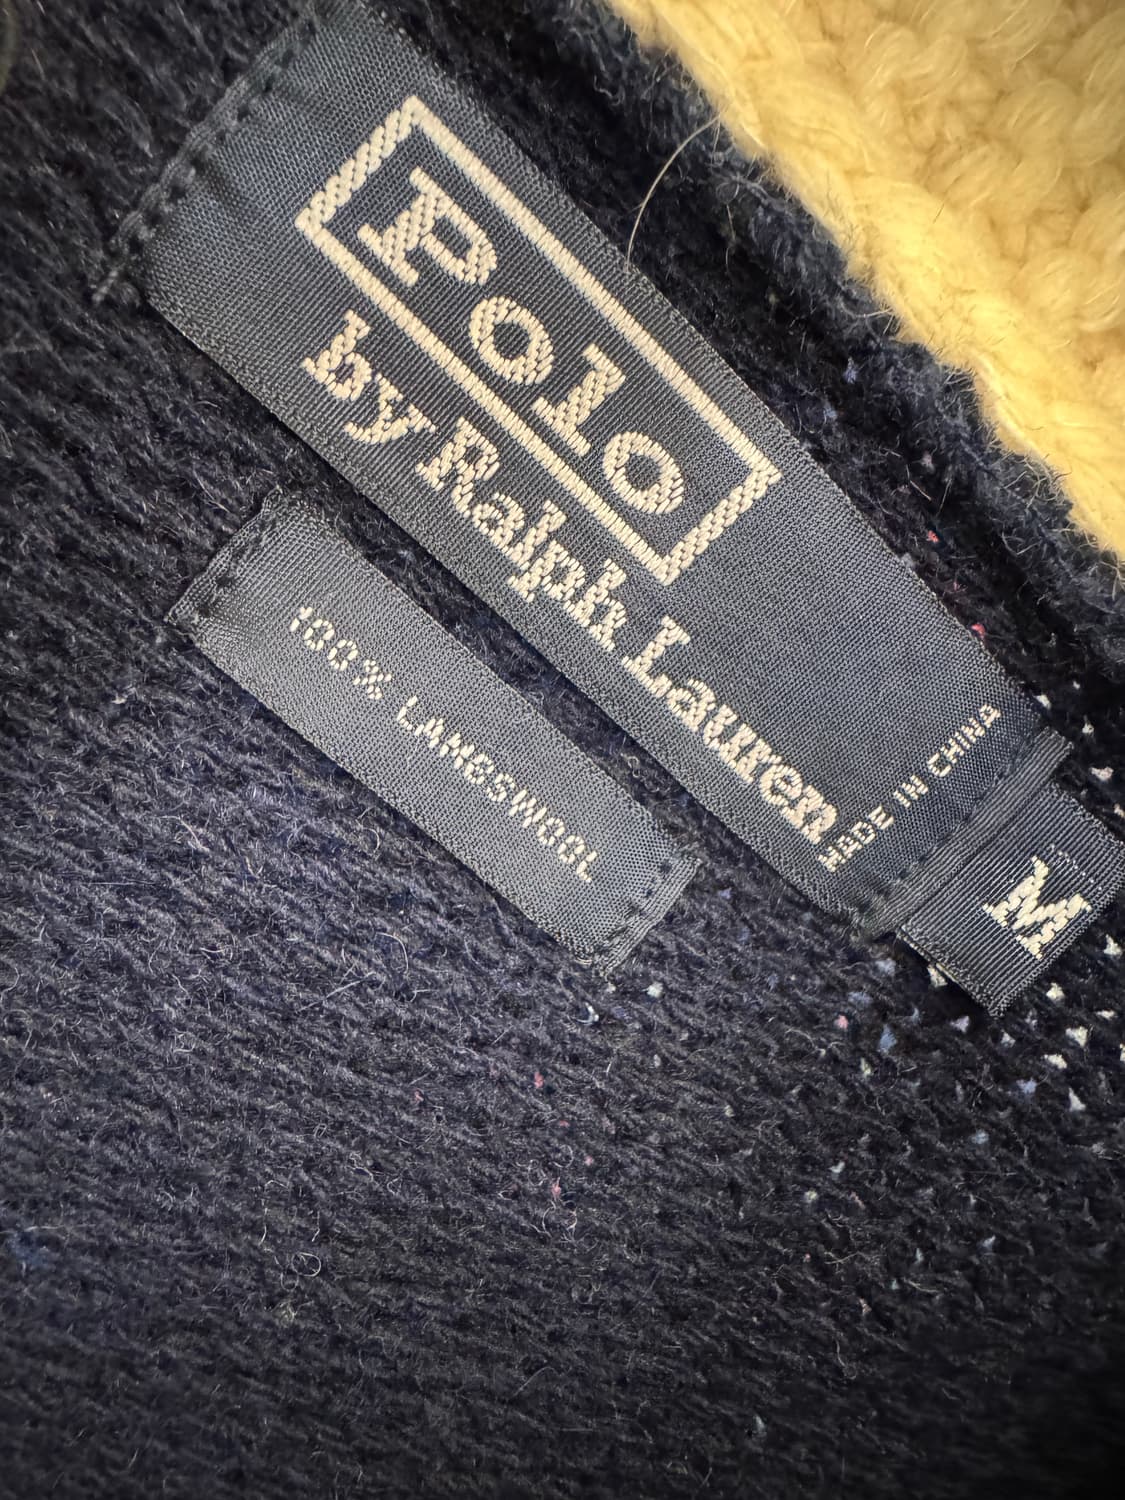 Polo
by Ralph Lauren
MADE IN CHINA
M
100% LAMBSWOOL